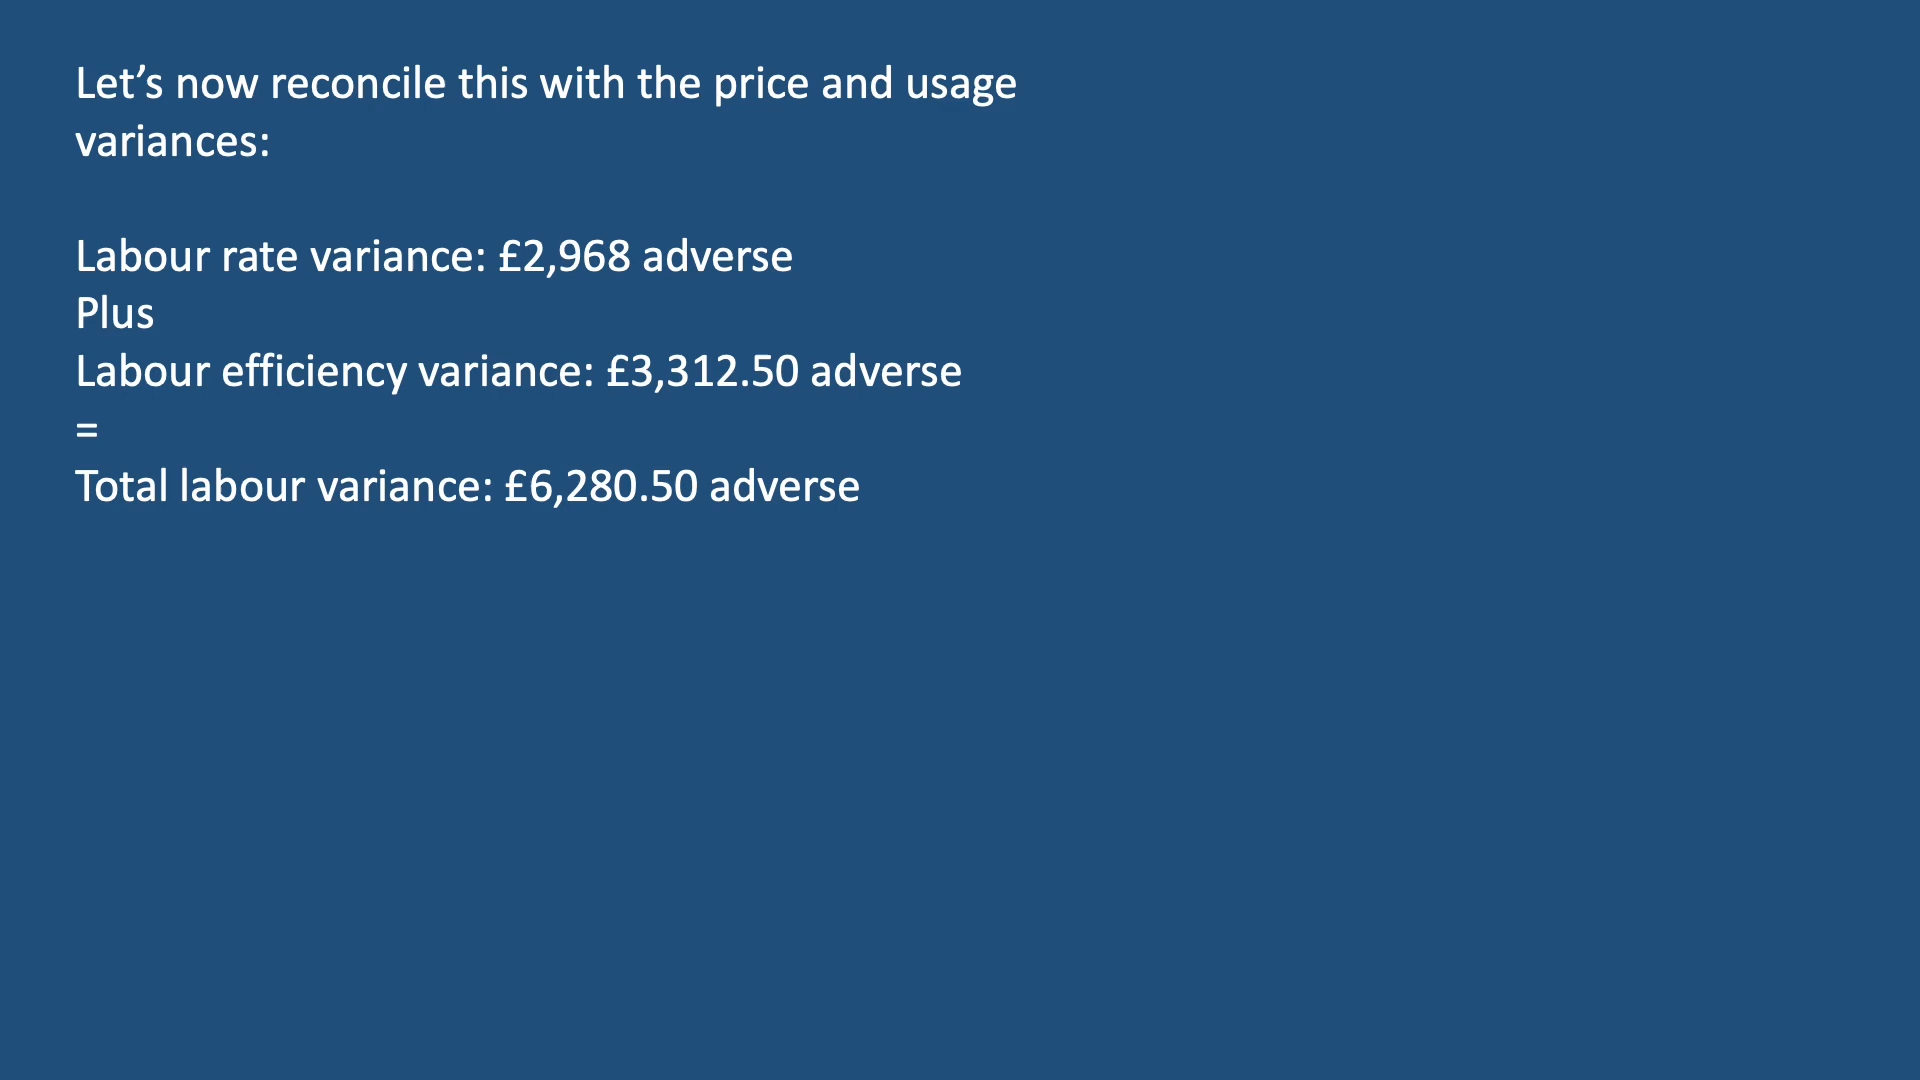 Let’s now reconcile this with the price and usage
variances:
Labour rate variance: £2,968 adverse
Plus
Labour efficiency variance: £3,312.50 adverse
=
Total labour variance: £6,280.50 adverse